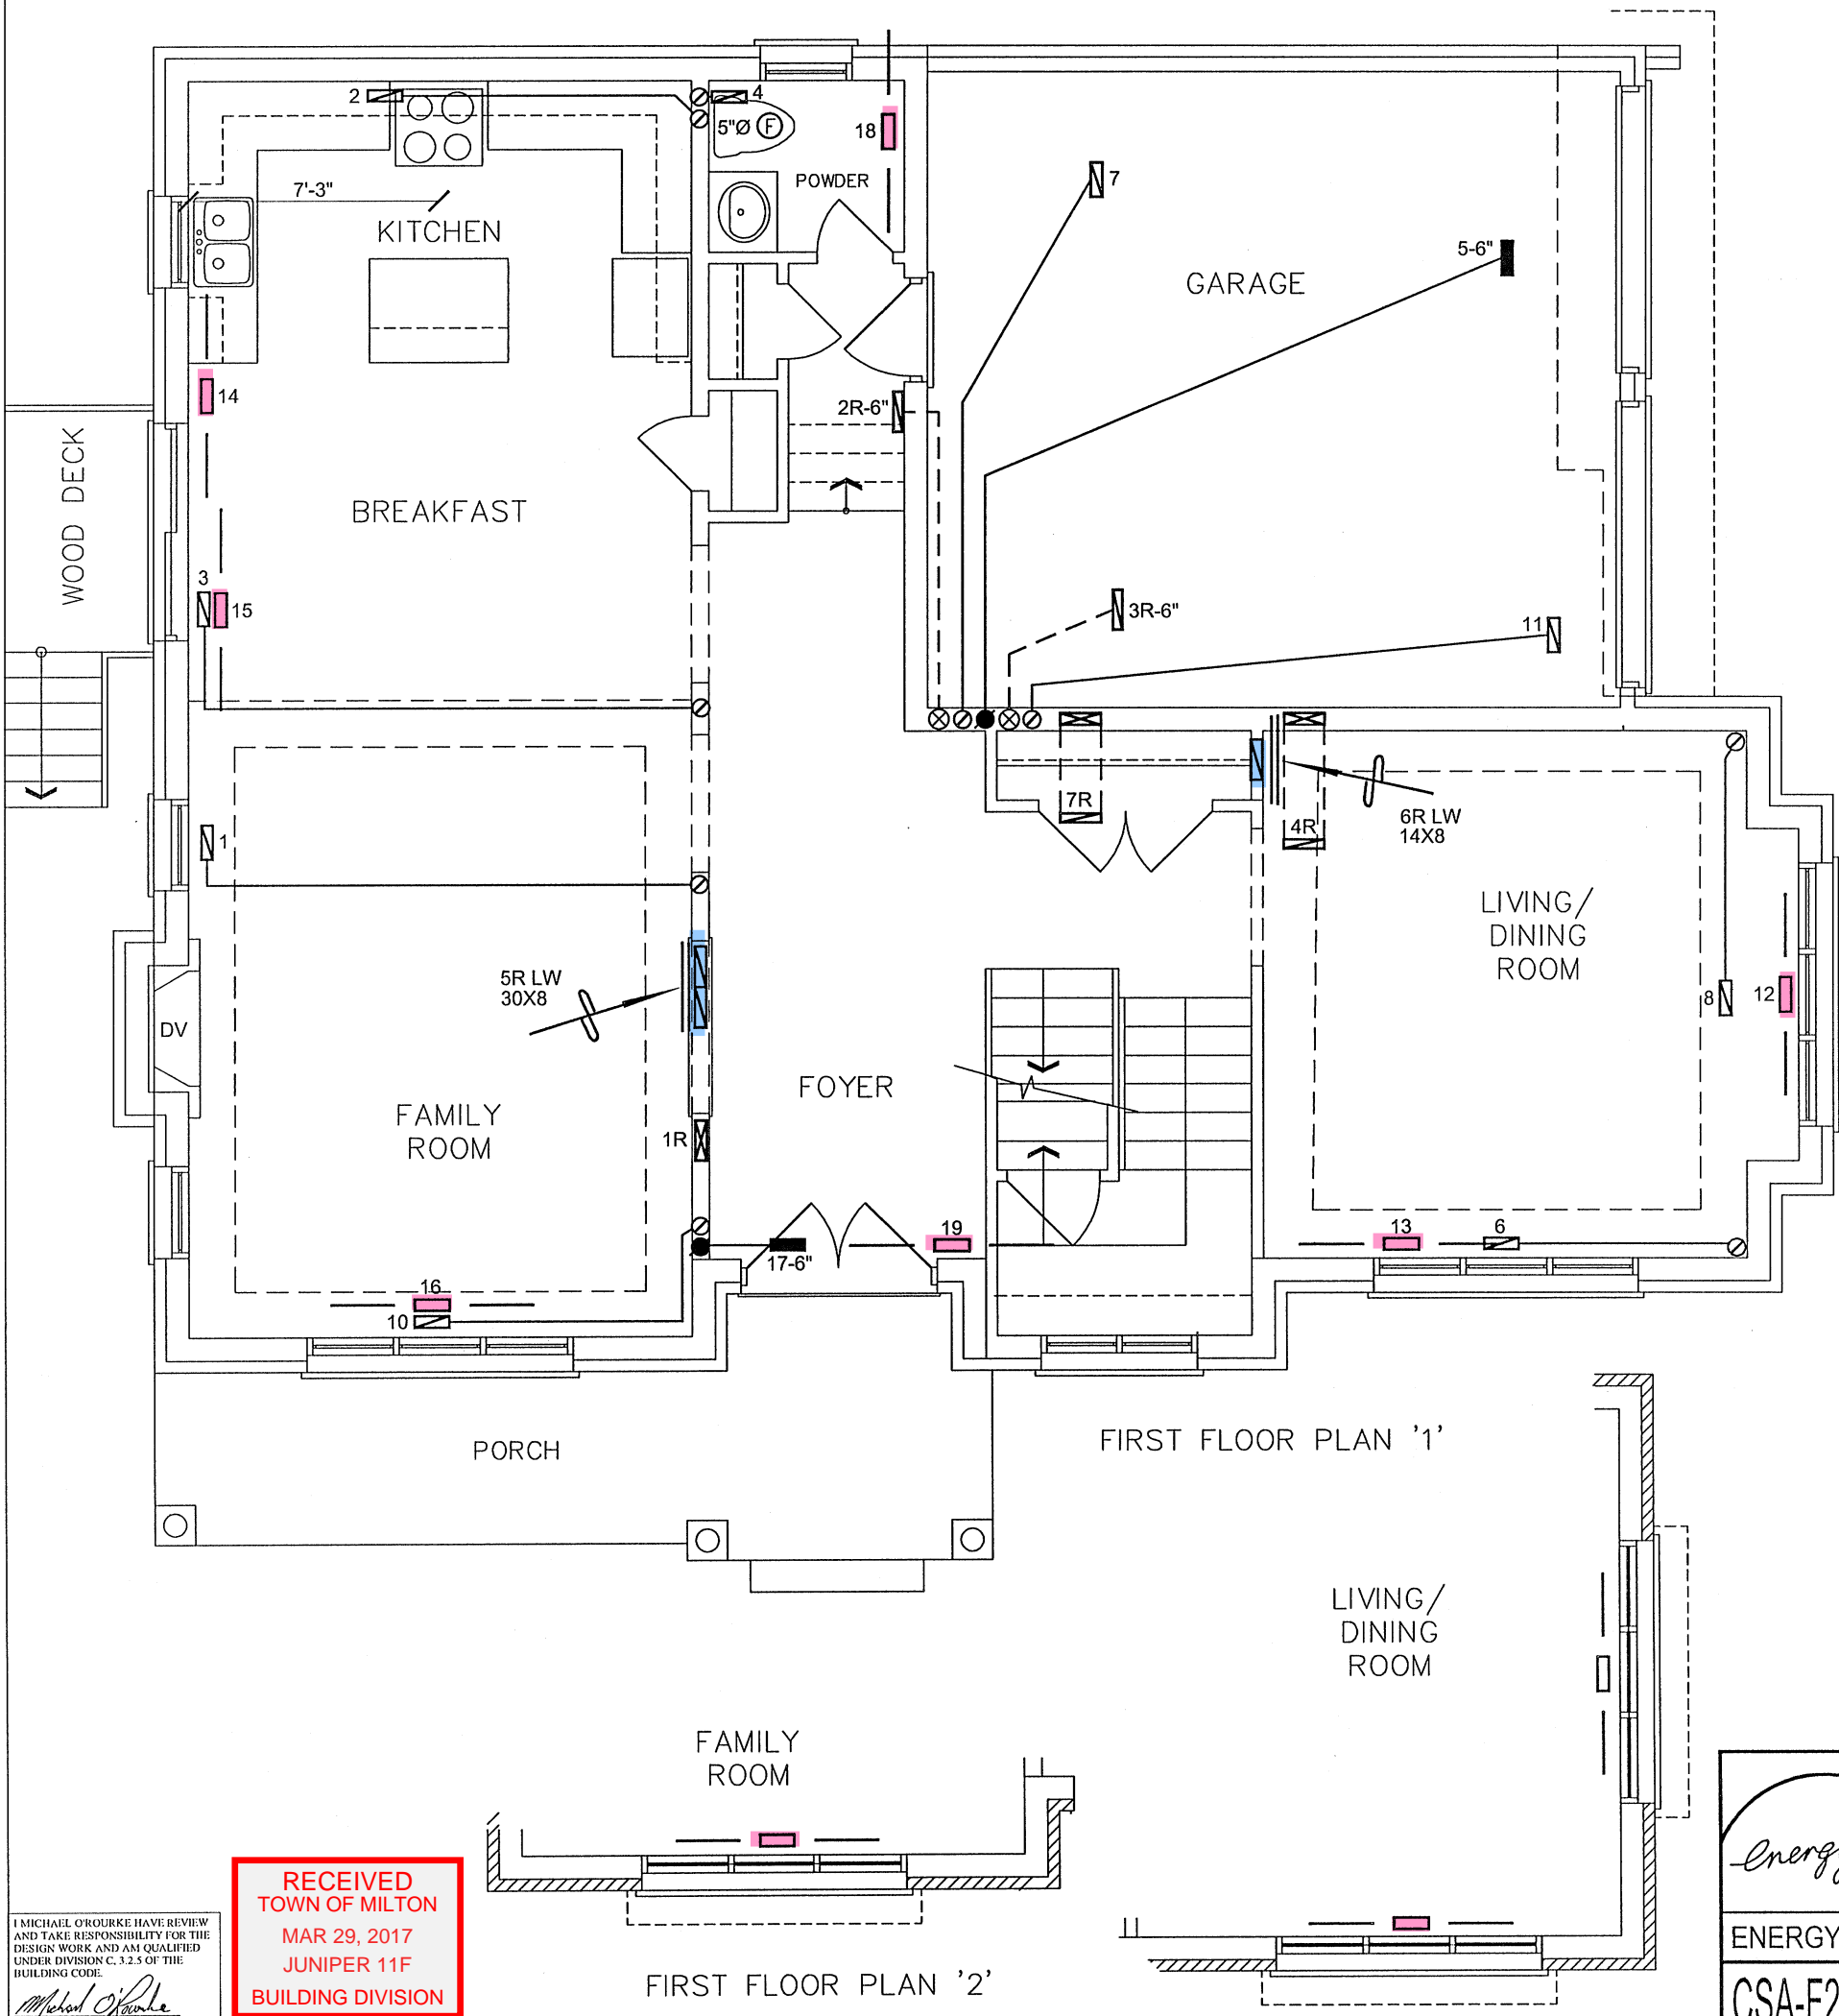 2
4
5"Ø F
18
POWDER
7
7'-3"
KITCHEN
5-6"
GARAGE
14
2R-6"
WOOD DECK
BREAKFAST
3
15
3R-6"
11
1
7R
4R
6R LW
14X8
LIVING/
DINING
ROOM
5R LW
30X8
8
12
DV
FOYER
FAMILY
ROOM
1R
19
13
6
17-6"
16
10
PORCH
FIRST FLOOR PLAN '1'
LIVING/
DINING
ROOM
FAMILY
ROOM
FIRST FLOOR PLAN '2'
I MICHAEL O'ROURKE HAVE REVIEW
AND TAKE RESPONSIBILITY FOR THE
DESIGN WORK AND AM QUALIFIED
UNDER DIVISION C, 3.2.5 OF THE
BUILDING CODE.
Michael O'Rourke
RECEIVED
TOWN OF MILTON
MAR 29, 2017
JUNIPER 11F
BUILDING DIVISION
energy
ENERGY
CSA-F2